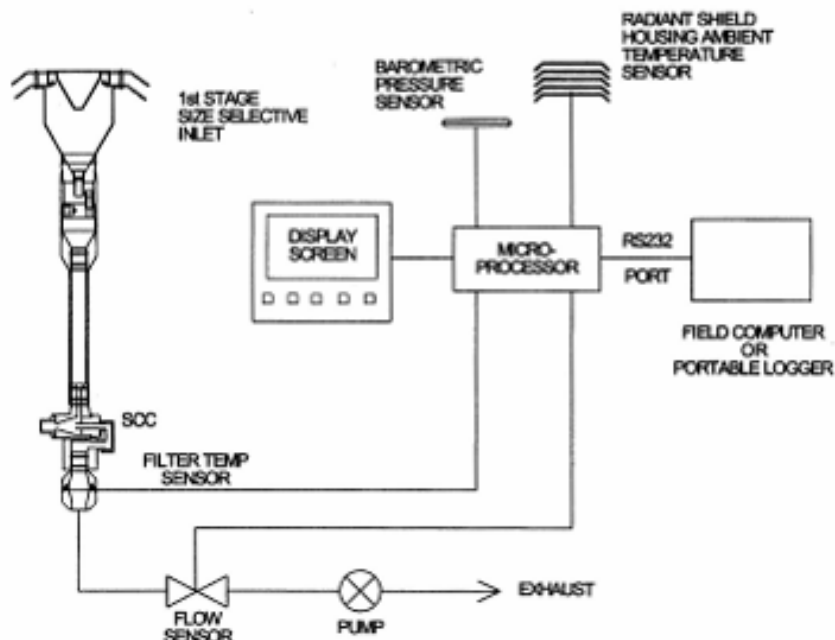 RADIANT SHIELD
HOUSING AMBIENT
TEMPERATURE
SENSOR
BAROMETRIC
PRESSURE
SENSOR
1st STAGE
SIZE SELECTIVE
INLET
DISPLAY
SCREEN
MICRO-
PROCESSOR
RS232
PORT
FIELD COMPUTER
OR
PORTABLE LOGGER
SCC
FILTER TEMP
SENSOR
FLOW
SENSOR
PUMP
EXHAUST